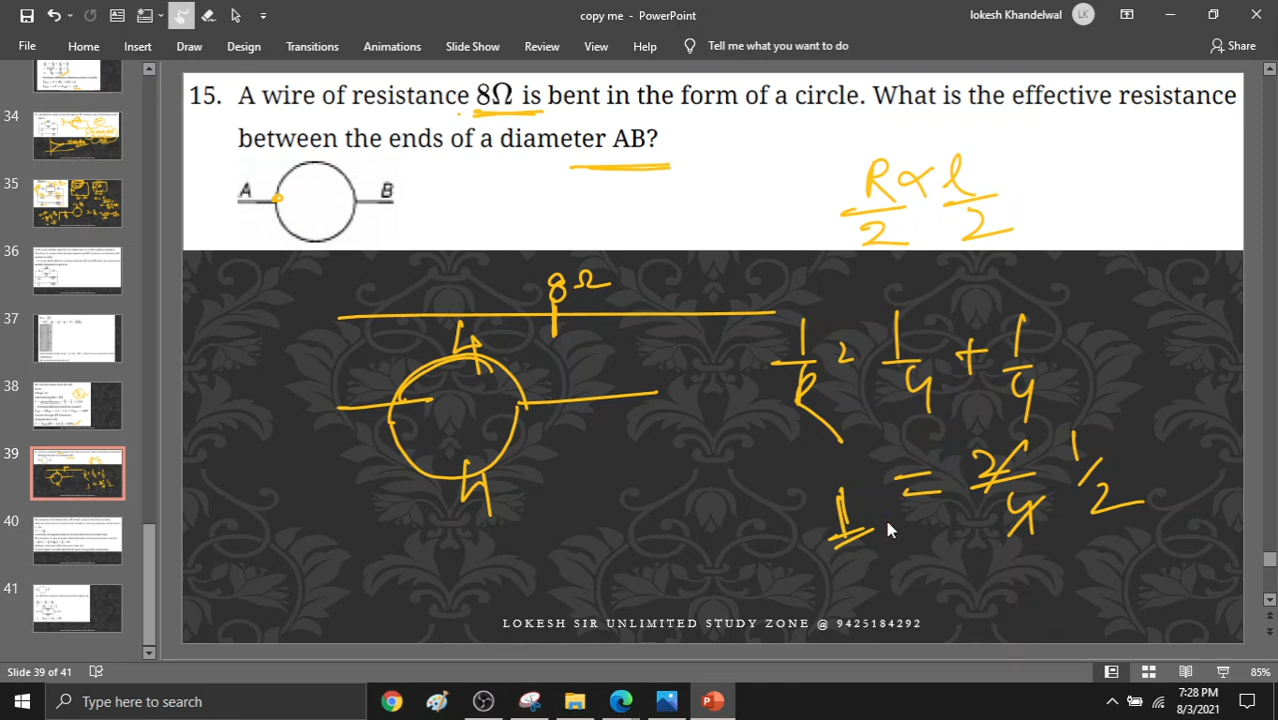 copy me - PowerPoint
lokesh Khandelwal
LK
File Home Insert Draw Design Transitions Animations Slide Show Review View Help Tell me what you want to do Share
34
35
36
37
38
39
40
41
15. A wire of resistance 8Ω is bent in the form of a circle. What is the effective resistance
between the ends of a diameter AB?
A B
R ∝ l
2 2
8Ω
4
4
1/R = 1/4 + 1/4
= 2/4 1/2
1
LOKESH SIR UNLIMITED STUDY ZONE @ 9425184292
Slide 39 of 41
85%
Type here to search
7:28 PM
8/3/2021